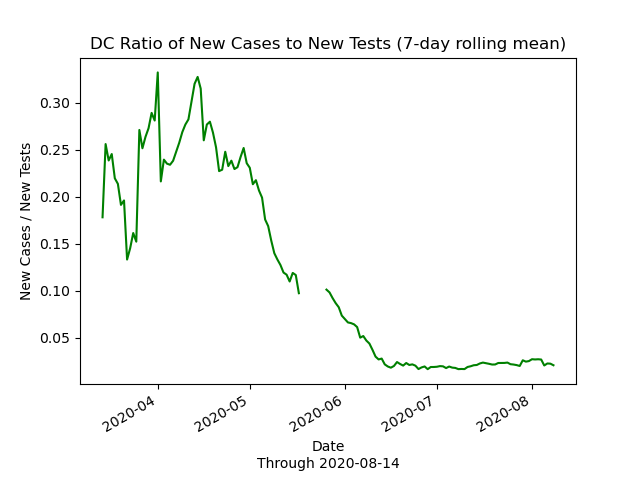 DC Ratio of New Cases to New Tests (7-day rolling mean)
New Cases / New Tests
0.30
0.25
0.20
0.15
0.10
0.05
2020-04
2020-05
2020-06
2020-07
2020-08
Date
Through 2020-08-14